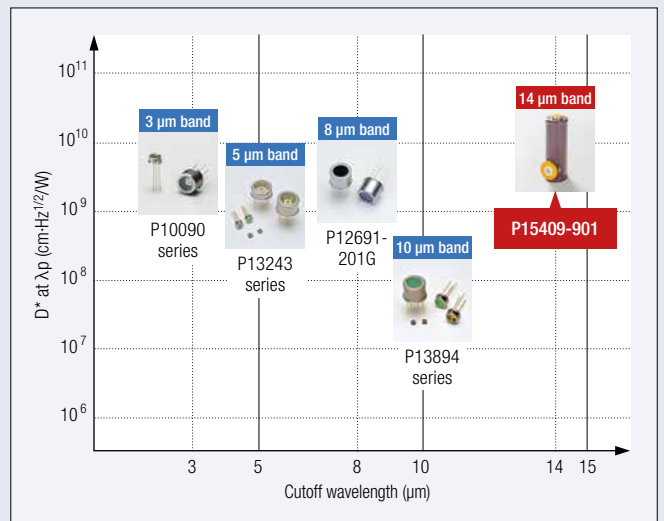 10¹¹
10¹⁰
10⁹
10⁸
10⁷
10⁶
D* at λp (cm·Hz¹/²/W)
3 µm band
P10090
series
5 µm band
P13243
series
8 µm band
P12691-
201G
10 µm band
P13894
series
14 µm band
P15409-901
3 5 8 10 14 15
Cutoff wavelength (µm)